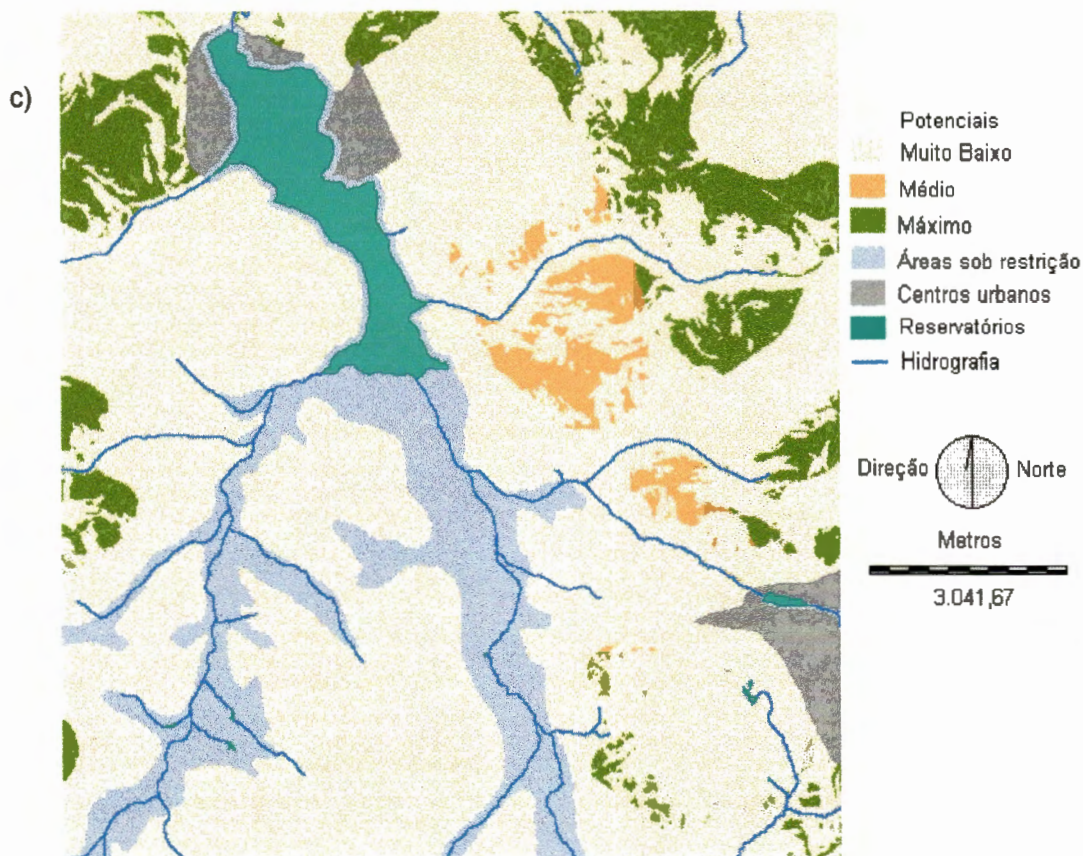 c)
Potenciais
Muito Baixo
Médio
Máximo
Áreas sob restrição
Centros urbanos
Reservatórios
Hidrografia
Direção Norte
Metros
3.041,67